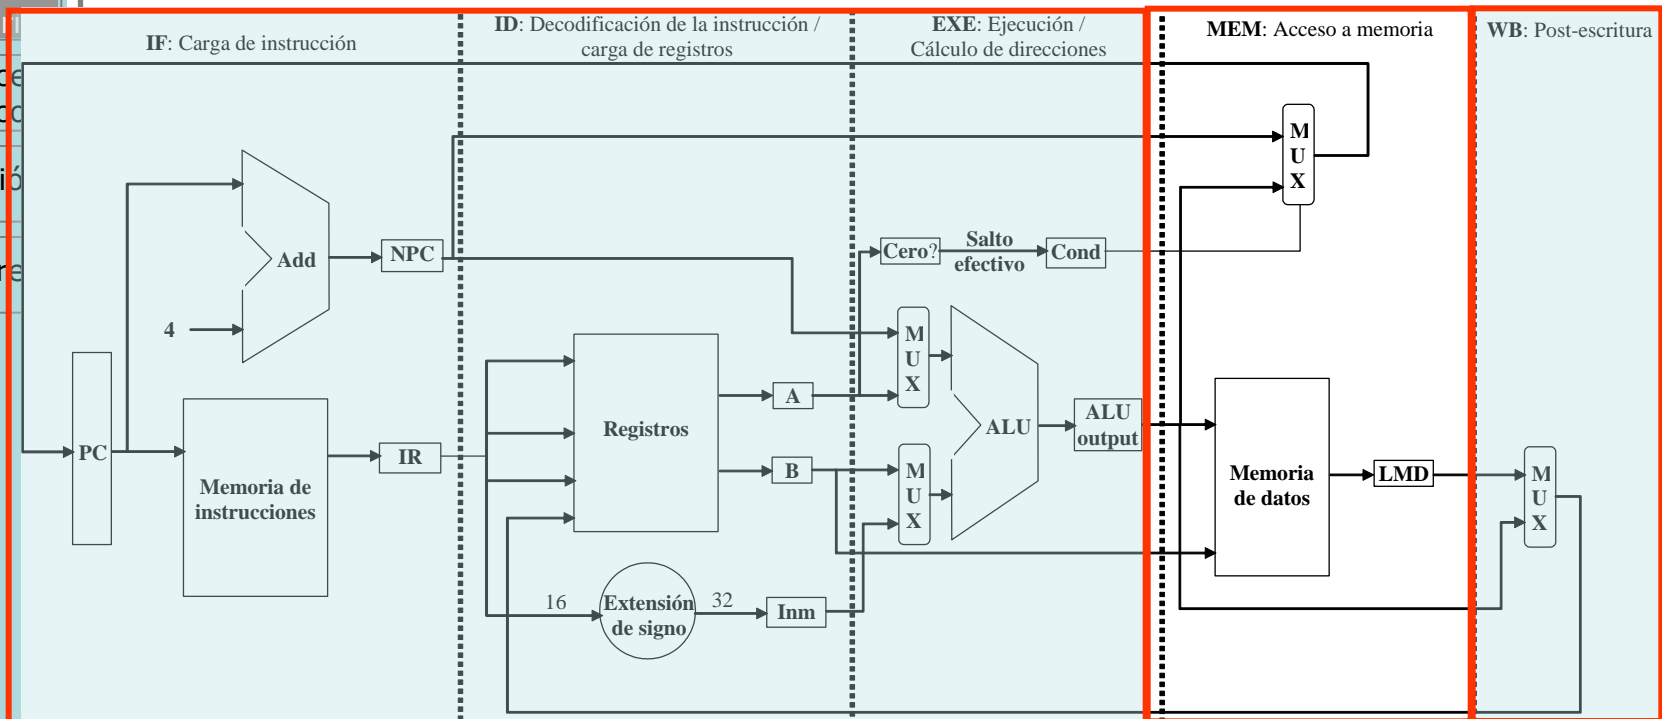 IF: Carga de instrucción
ID: Decodificación de la instrucción /
carga de registros
EXE: Ejecución /
Cálculo de direcciones
MEM: Acceso a memoria
WB: Post-escritura
M
U
X
Add
NPC
4
Cero?
Salto
efectivo
Cond
M
U
X
PC
Memoria de
instrucciones
IR
Registros
A
B
M
U
X
ALU
ALU
output
Memoria
de datos
LMD
M
U
X
16
Extensión
de signo
32
Inm